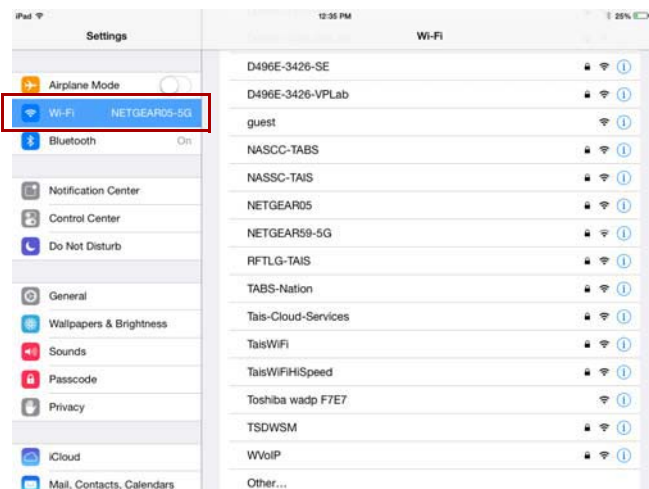 iPad
12:35 PM
25%
Settings
Wi-Fi
Airplane Mode
Wi-Fi NETGEAR05-5G
Bluetooth On
Notification Center
Control Center
Do Not Disturb
General
Wallpapers & Brightness
Sounds
Passcode
Privacy
iCloud
Mail, Contacts, Calendars
D496E-3426-SE
D496E-3426-VPLab
guest
NASCC-TABS
NASSC-TAIS
NETGEAR05
NETGEAR59-5G
RFTLG-TAIS
TABS-Nation
Tais-Cloud-Services
TaisWiFi
TaisWiFiHiSpeed
Toshiba wadp F7E7
TSDWSM
WVoIP
Other...